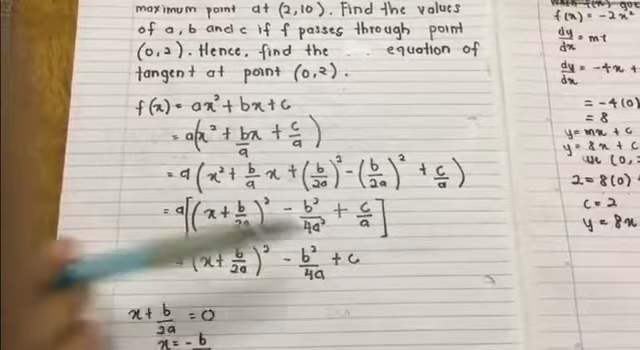 maximum point at (2,10). Find the values
of a, b and c if f passes through point
(0,2). Hence, find the ... equation of
tangent at point (0,2).
f(x) = ax² + bx + c
= a(x² + b/a x + c/a)
= a(x² + b/a x + (b/2a)² - (b/2a)² + c/a)
= a[(x + b/2a)² - b²/4a² + c/a]
= (x + b/2a)² - b²/4a + c
x + b/2a = 0
x = - b
f(x) = -2x²
dy/dx = mt
dy/dx = -4x +
= -4(0)
= 8
y = mx + c
y = 8x + c
(0,
2 = 8(0)
c = 2
y = 8x